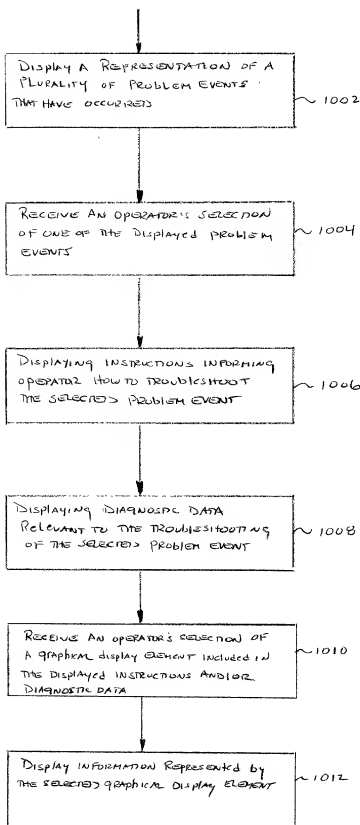 DISPLAY A REPRESENTATION OF A
PLURALITY OF PROBLEM EVENTS
THAT HAVE OCCURRED
1002
RECEIVE AN OPERATOR'S SELECTION
OF ONE OF THE DISPLAYED PROBLEM
EVENTS
1004
DISPLAYING INSTRUCTIONS INFORMING
OPERATOR HOW TO TROUBLESHOOT
THE SELECTED PROBLEM EVENT
1006
DISPLAYING DIAGNOSTIC DATA
RELEVANT TO THE TROUBLESHOOTING
OF THE SELECTED PROBLEM EVENT
1008
RECEIVE AN OPERATOR'S SELECTION OF
A GRAPHICAL DISPLAY ELEMENT INCLUDED IN
THE DISPLAYED INSTRUCTIONS AND/OR
DIAGNOSTIC DATA
1010
DISPLAY INFORMATION REPRESENTED BY
THE SELECTED GRAPHICAL DISPLAY ELEMENT
1012